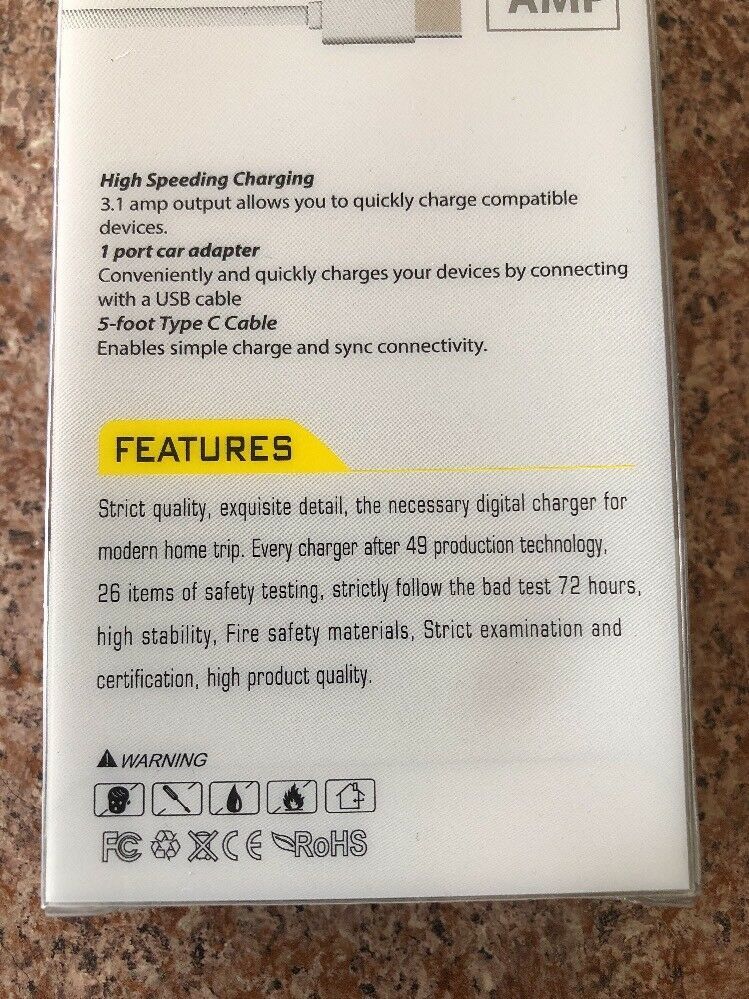 AMP
High Speeding Charging
3.1 amp output allows you to quickly charge compatible
devices.
1 port car adapter
Conveniently and quickly charges your devices by connecting
with a USB cable
5-foot Type C Cable
Enables simple charge and sync connectivity.
FEATURES
Strict quality, exquisite detail, the necessary digital charger for
modern home trip. Every charger after 49 production technology,
26 items of safety testing, strictly follow the bad test 72 hours,
high stability, Fire safety materials, Strict examination and
certification, high product quality.
WARNING
FC CE RoHS